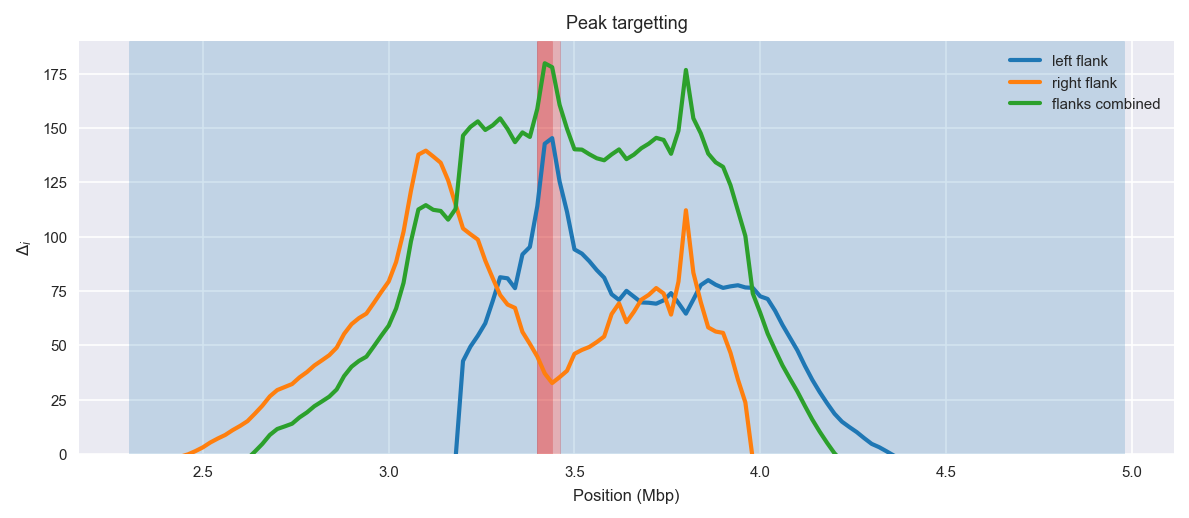 Peak targetting
left flank
right flank
flanks combined
175
150
125
100
75
50
25
0
Δi
2.5 3.0 3.5 4.0 4.5 5.0
Position (Mbp)